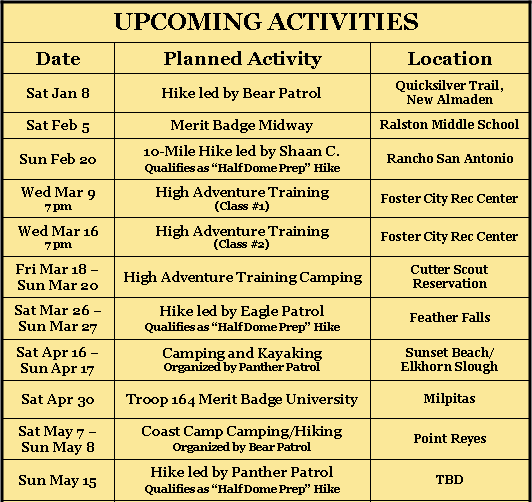 UPCOMING ACTIVITIES
Date Planned Activity Location
Sat Jan 8 Hike led by Bear Patrol Quicksilver Trail,
New Almaden
Sat Feb 5 Merit Badge Midway Ralston Middle School
Sun Feb 20 10-Mile Hike led by Shaan C.
Qualifies as “Half Dome Prep” Hike
Rancho San Antonio
Wed Mar 9
7 pm
High Adventure Training
(Class #1)
Foster City Rec Center
Wed Mar 16
7 pm
High Adventure Training
(Class #2)
Foster City Rec Center
Fri Mar 18 –
Sun Mar 20
High Adventure Training Camping
Cutter Scout
Reservation
Sat Mar 26 –
Sun Mar 27
Hike led by Eagle Patrol
Qualifies as “Half Dome Prep” Hike
Feather Falls
Sat Apr 16 –
Sun Apr 17
Camping and Kayaking
Organized by Panther Patrol
Sunset Beach/
Elkhorn Slough
Sat Apr 30 Troop 164 Merit Badge University Milpitas
Sat May 7 –
Sun May 8
Coast Camp Camping/Hiking
Organized by Bear Patrol
Point Reyes
Sun May 15
Hike led by Panther Patrol
Qualifies as “Half Dome Prep” Hike
TBD